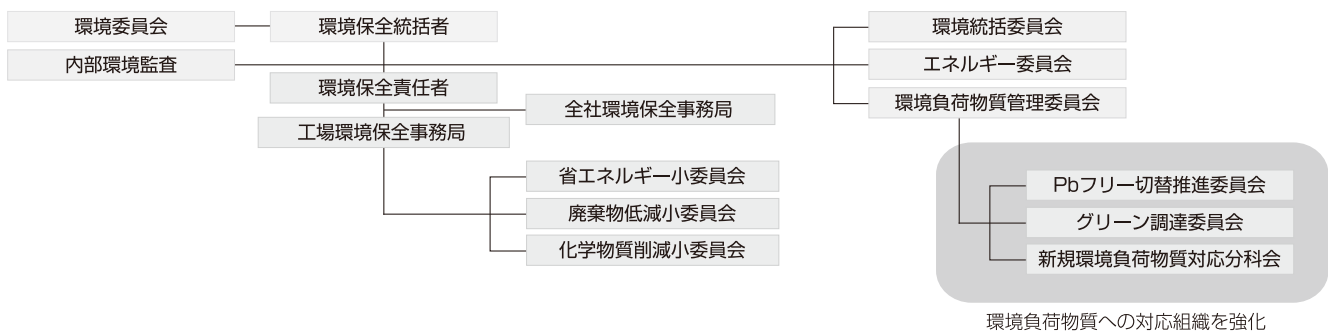 環境委員会
環境保全統括者
環境統括委員会
内部環境監査
エネルギー委員会
環境保全責任者
環境負荷物質管理委員会
全社環境保全事務局
工場環境保全事務局
省エネルギー小委員会
廃棄物低減小委員会
化学物質削減小委員会
Pbフリー切替推進委員会
グリーン調達委員会
新規環境負荷物質対応分科会
環境負荷物質への対応組織を強化